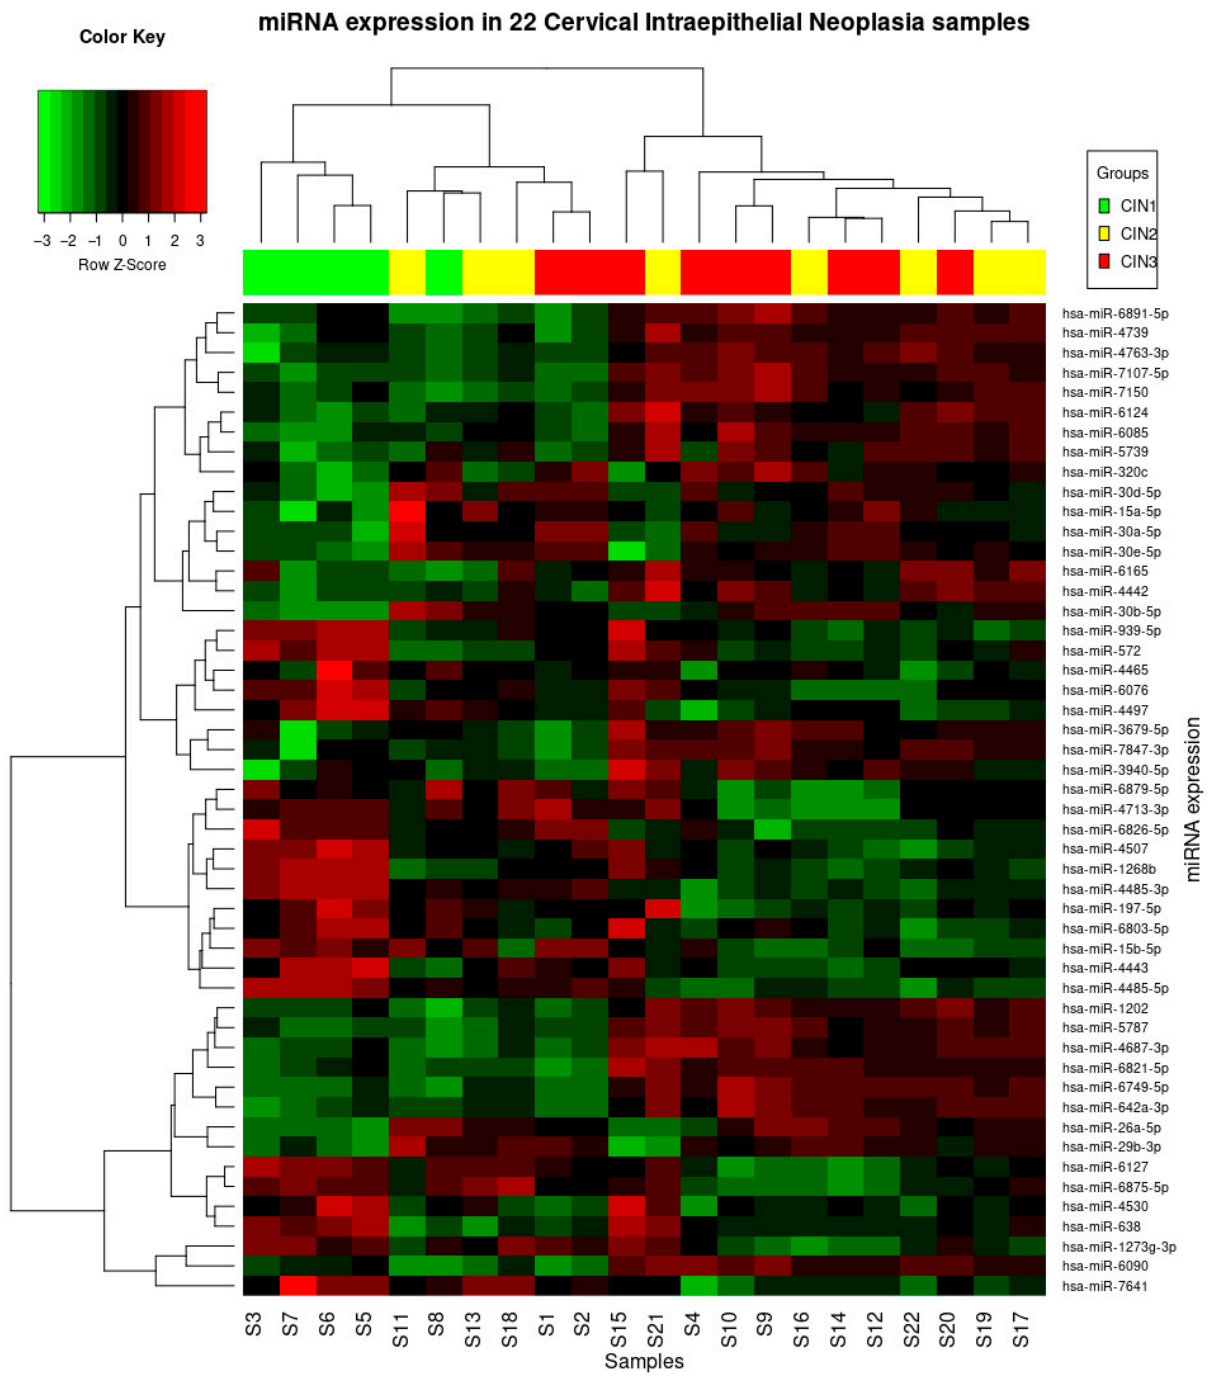 miRNA expression in 22 Cervical Intraepithelial Neoplasia samples
Color Key
−3 −2 −1 0 1 2 3
Row Z-Score
Groups
CIN1
CIN2
CIN3
hsa-miR-6891-5p
hsa-miR-4739
hsa-miR-4763-3p
hsa-miR-7107-5p
hsa-miR-7150
hsa-miR-6124
hsa-miR-6085
hsa-miR-5739
hsa-miR-320c
hsa-miR-30d-5p
hsa-miR-15a-5p
hsa-miR-30a-5p
hsa-miR-30e-5p
hsa-miR-6165
hsa-miR-4442
hsa-miR-30b-5p
hsa-miR-939-5p
hsa-miR-572
hsa-miR-4465
hsa-miR-6076
hsa-miR-4497
hsa-miR-3679-5p
hsa-miR-7847-3p
hsa-miR-3940-5p
hsa-miR-6879-5p
hsa-miR-4713-3p
hsa-miR-6826-5p
hsa-miR-4507
hsa-miR-1268b
hsa-miR-4485-3p
hsa-miR-197-5p
hsa-miR-6803-5p
hsa-miR-15b-5p
hsa-miR-4443
hsa-miR-4485-5p
hsa-miR-1202
hsa-miR-5787
hsa-miR-4687-3p
hsa-miR-6821-5p
hsa-miR-6749-5p
hsa-miR-642a-3p
hsa-miR-26a-5p
hsa-miR-29b-3p
hsa-miR-6127
hsa-miR-6875-5p
hsa-miR-4530
hsa-miR-638
hsa-miR-1273g-3p
hsa-miR-6090
hsa-miR-7641
miRNA expression
S3 S7 S6 S5 S11 S8 S13 S18 S1 S2 S15 S21 S4 S10 S9 S16 S14 S12 S22 S20 S19 S17
Samples